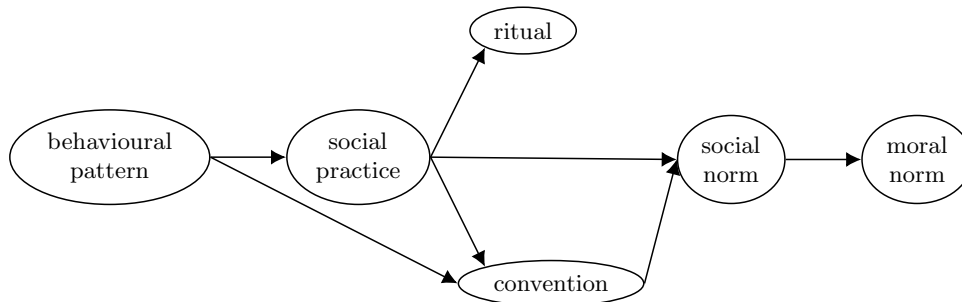 ritual
behavioural
pattern
social
practice
social
norm
moral
norm
convention